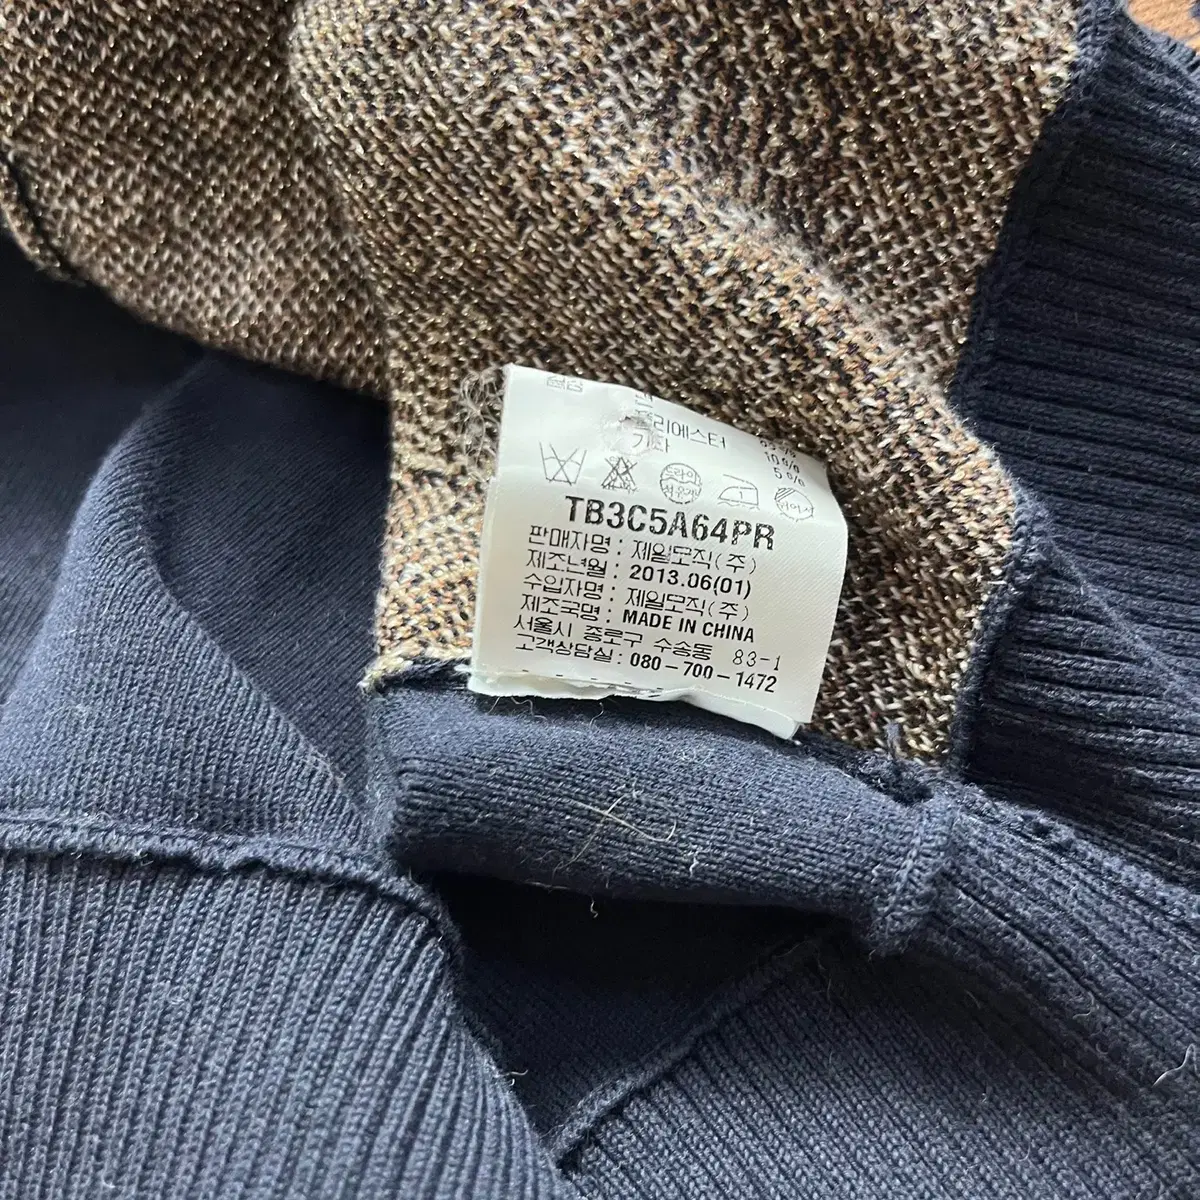 폴리에스터 10%
기타 5%
드라이
TB3C5A64PR
판매자명 : 제일모직(주)
제조년월 : 2013.06(01)
수입자명 : 제일모직(주)
제조국명 : MADE IN CHINA
서울시 종로구 수송동 83-1
고객상담실 : 080-700-1472